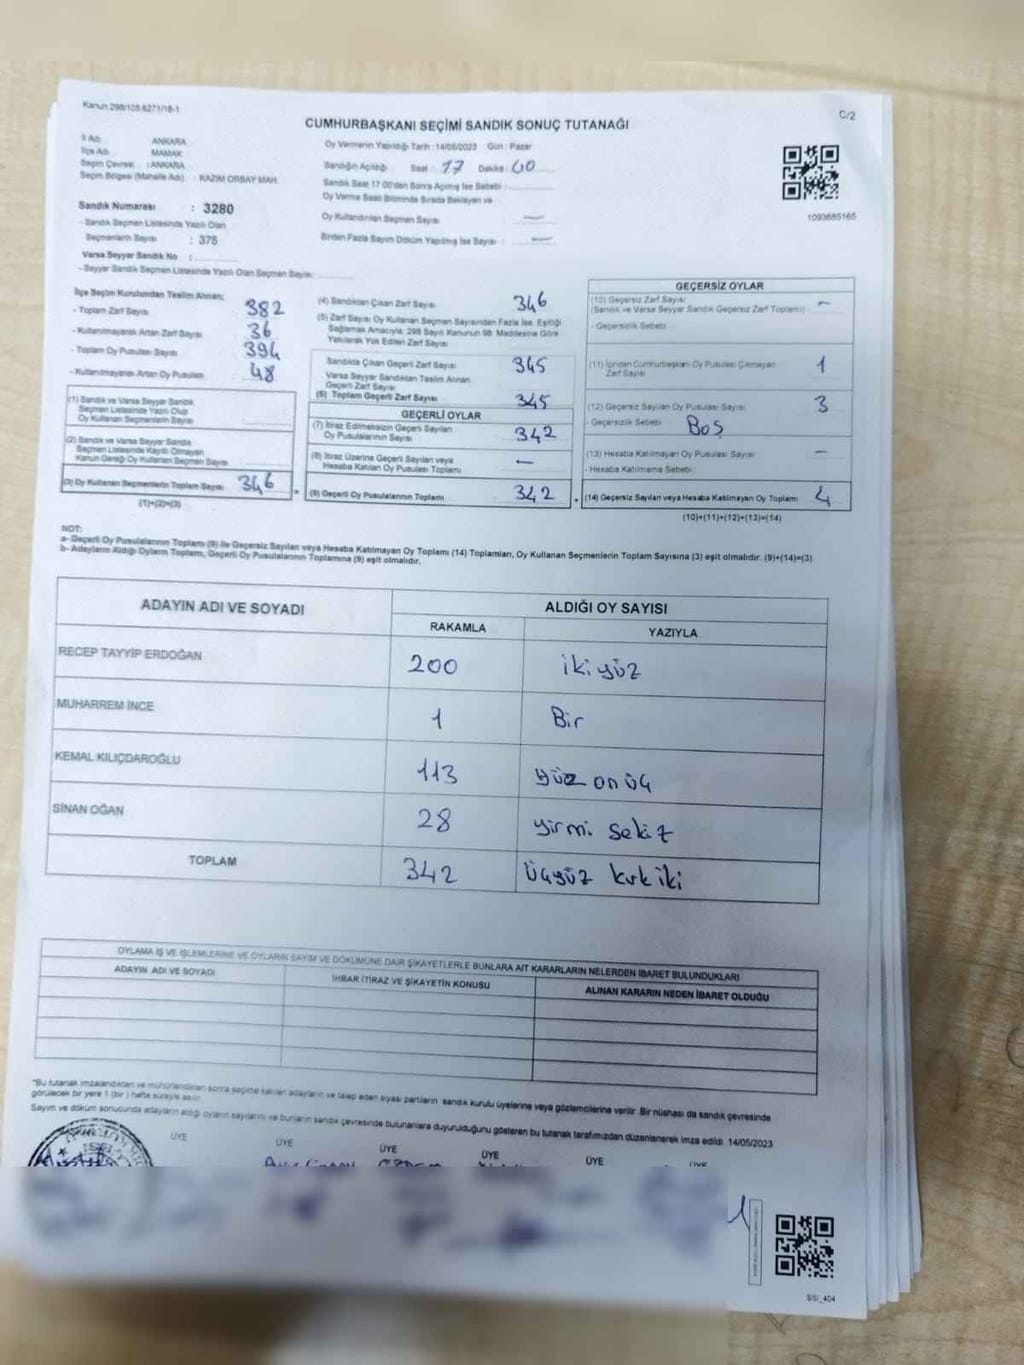 Kanun 298/105 6271/18-1
C/2
CUMHURBAŞKANI SEÇİMİ SANDIK SONUÇ TUTANAĞI
İl Adı : ANKARA
İlçe Adı : MAMAK
Seçim Çevresi : ANKARA
Seçim Bölgesi (Mahalle Adı) : KAZIM ORBAY MAH.
Sandık Numarası : 3280
- Sandık Seçmen Listesinde Yazılı Olan
Seçmenlerin Sayısı : 375
Varsa Seyyar Sandık No :
- Seyyar Sandık Seçmen Listesinde Yazılı Olan Seçmen Sayısı:
Oy Vermenin Yapıldığı Tarih : 14/05/2023 Gün : Pazar
Sandığın Açıldığı Saat : 17 Dakika : 40
Sandık Saat 17:00'den Sonra Açılmış İse Sebebi :
Oy Verme Saat Bitiminde Sırada Bekleyen ve
Oy Kullandırılan Seçmen Sayısı : —
Birden Fazla Sayım Döküm Yapılmış İse Sayısı : —
1093685165
İlçe Seçim Kurulundan Teslim Alınan;
- Toplam Zarf Sayısı 382
- Kullanılmayarak Artan Zarf Sayısı 36
- Toplam Oy Pusulası Sayısı 394
- Kullanılmayarak Artan Oy Pusulası 48
(1) Sandık ve Varsa Seyyar Sandık
Seçmen Listesinde Yazılı Olup
Oy Kullanan Seçmenlerin Sayısı
(2) Sandık ve Varsa Seyyar Sandık
Seçmen Listesinde Kayıtlı Olmayan
Kanun Gereği Oy Kullanan Seçmen Sayısı
(3) Oy Kullanan Seçmenlerin Toplam Sayısı 346
(1)+(2)=(3)
(4) Sandıktan Çıkan Zarf Sayısı 346
(5) Zarf Sayısı Oy Kullanan Seçmen Sayısından Fazla İse, Eşitliği
Sağlamak Amacıyla; 298 Sayılı Kanunun 98. Maddesine Göre
Yakılarak Yok Edilen Zarf Sayısı
Sandıkta Çıkan Geçerli Zarf Sayısı 345
Varsa Seyyar Sandıktan Teslim Alınan
Geçerli Zarf Sayısı
(6) Toplam Geçerli Zarf Sayısı 345
GEÇERLİ OYLAR
(7) İtiraz Edilmeksizin Geçerli Sayılan
Oy Pusulalarının Sayısı 342
(8) İtiraz Üzerine Geçerli Sayılan veya
Hesaba Katılan Oy Pusulası Toplamı —
(9) Geçerli Oy Pusulalarının Toplamı 342
GEÇERSİZ OYLAR
(10) Geçersiz Zarf Sayısı
(Sandık ve Varsa Seyyar Sandık Geçersiz Zarf Toplamı) —
- Geçersizlik Sebebi :
(11) İçinden Cumhurbaşkanı Oy Pusulası Çıkmayan
Zarf Sayısı 1
(12) Geçersiz Sayılan Oy Pusulası Sayısı 3
- Geçersizlik Sebebi : Boş
(13) Hesaba Katılmayan Oy Pusulası Sayısı —
- Hesaba Katılmama Sebebi :
(14) Geçersiz Sayılan veya Hesaba Katılmayan Oy Toplamı 4
(10)+(11)+(12)+(13)=(14)
NOT:
a- Geçerli Oy Pusulalarının Toplamı (9) ile Geçersiz Sayılan veya Hesaba Katılmayan Oy Toplamı (14) Toplamları, Oy Kullanan Seçmenlerin Toplam Sayısına (3) eşit olmalıdır. (9)+(14)=(3)
b- Adayların Aldığı Oyların Toplamı, Geçerli Oy Pusulalarının Toplamına (9) eşit olmalıdır.
ADAYIN ADI VE SOYADI
ALDIĞI OY SAYISI
RAKAMLA YAZIYLA
RECEP TAYYİP ERDOĞAN 200 ikiyüz
MUHARREM İNCE 1 Bir
KEMAL KILIÇDAROĞLU 113 yüz onüç
SİNAN OĞAN 28 yirmi sekiz
TOPLAM 342 Üçyüz kırkiki
OYLAMA İŞ VE İŞLEMLERİNE VE OYLARIN SAYIM VE DÖKÜMÜNE DAİR ŞİKAYETLERLE BUNLARA AİT KARARLARIN NELERDEN İBARET BULUNDUKLARI
ADAYIN ADI VE SOYADI
İHBAR İTİRAZ VE ŞİKAYETİN KONUSU
ALINAN KARARIN NEDEN İBARET OLDUĞU
"Bu tutanak imzalandıktan ve mühürlendikten sonra seçime katılan adayların ve talep eden siyasi partilerin sandık kurulu üyelerine veya gözlemcilerine verilir. Bir nüshası da sandık çevresinde
görülecek bir yere 1 (bir) hafta süreyle asılır.
Sayım ve döküm sonucunda adayların aldığı oyların sayılarını ve bunların sandık çevresinde bulunanlara duyurulduğunu gösteren bu tutanak tarafımızdan düzenlenerek imza edildi. 14/05/2023
ÜYE ÜYE ÜYE ÜYE ÜYE ÜYE
SSI_404